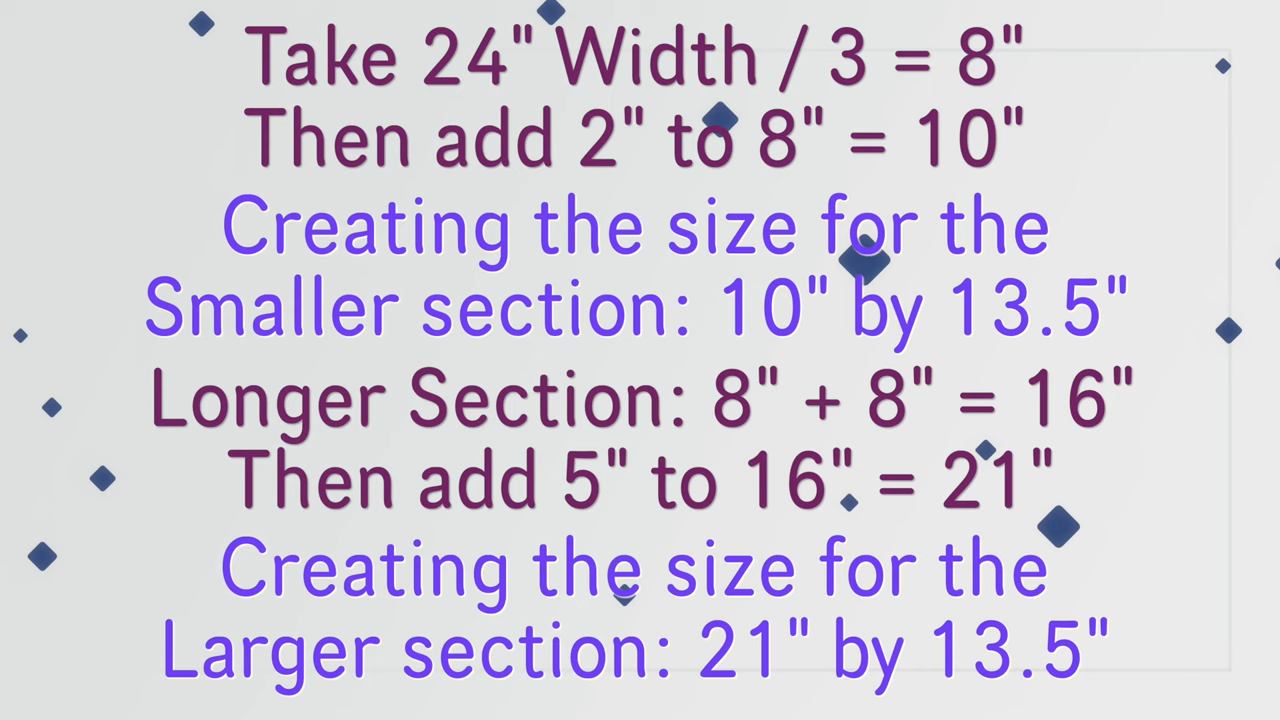 Take 24" Width / 3 = 8"
Then add 2" to 8" = 10"
Creating the size for the
Smaller section: 10" by 13.5"
Longer Section: 8" + 8" = 16"
Then add 5" to 16". = 21"
Creating the size for the
Larger section: 21" by 13.5"